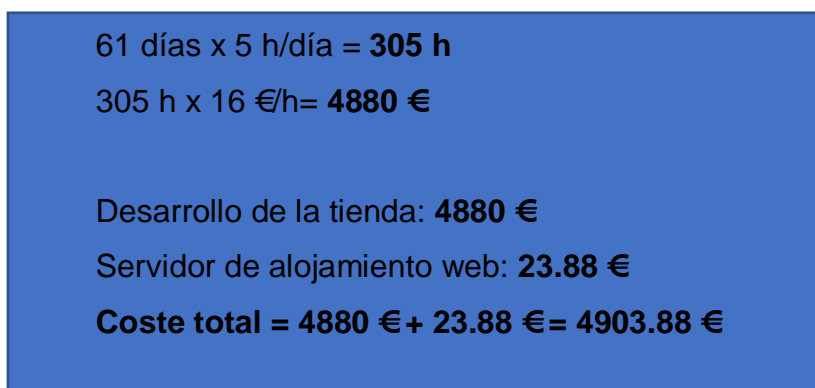 61 días x 5 h/día = 305 h
305 h x 16 €/h= 4880 €
Desarrollo de la tienda: 4880 €
Servidor de alojamiento web: 23.88 €
Coste total = 4880 € + 23.88 € = 4903.88 €